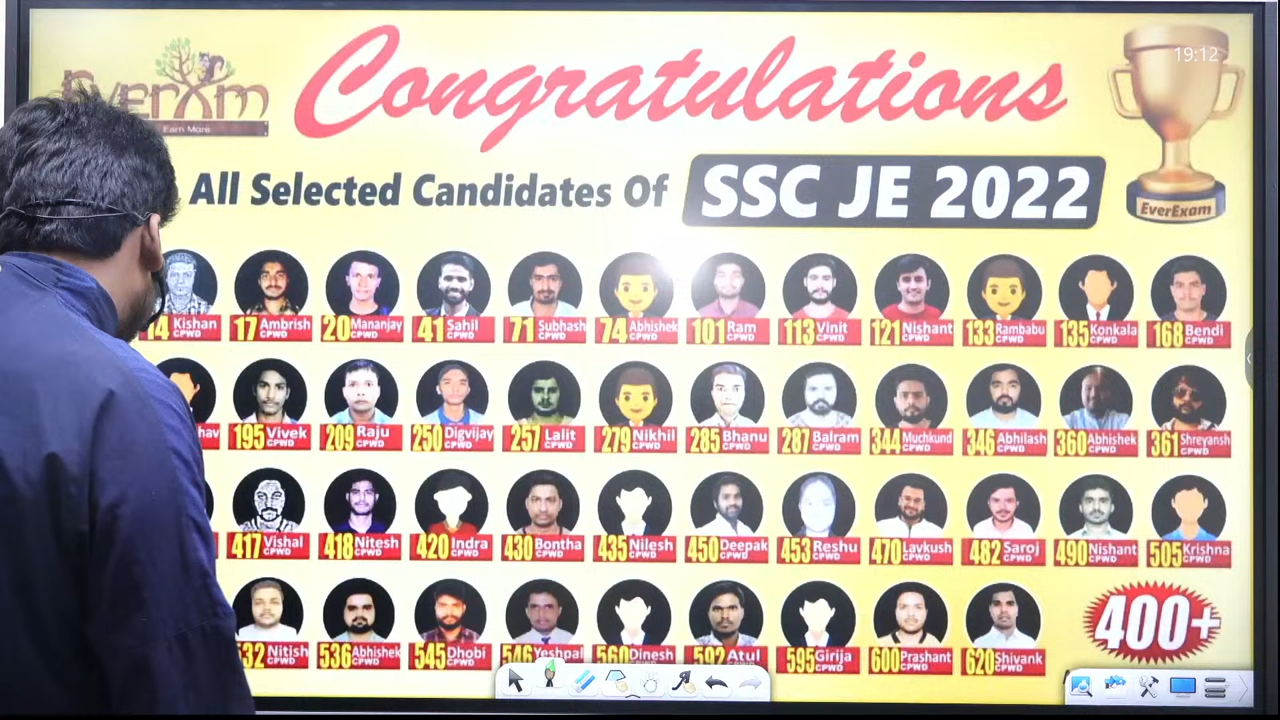 EverExam
Earn More
Congratulations
19:12
All Selected Candidates Of SSC JE 2022
EverExam
14 Kishan 17 Ambrish 20 Mananjay 41 Sahil 71 Subhash 74 Abhishek 101 Ram 113 Vinit 121 Nishant 133 Rambabu 135 Konkala 168 Bendi
CPWD CPWD CPWD CPWD CPWD CPWD CPWD CPWD CPWD CPWD CPWD CPWD
195 Vivek 209 Raju 250 Digvijay 257 Lalit 279 Nikhil 285 Bhanu 287 Balram 344 Muchkund 346 Abhilash 360 Abhishek 361 Shreyansh
CPWD CPWD CPWD CPWD CPWD CPWD CPWD CPWD CPWD CPWD CPWD
417 Vishal 418 Nitesh 420 Indra 430 Bontha 435 Nilesh 450 Deepak 453 Reshu 470 Lavkush 482 Saroj 490 Nishant 505 Krishna
CPWD CPWD CPWD CPWD CPWD CPWD CPWD CPWD CPWD CPWD CPWD
532 Nitish 536 Abhishek 545 Dhobi 546 Yeshpal 560 Dinesh 592 Atul 595 Girija 600 Prashant 620 Shivank
CPWD CPWD CPWD CPWD CPWD CPWD
400+